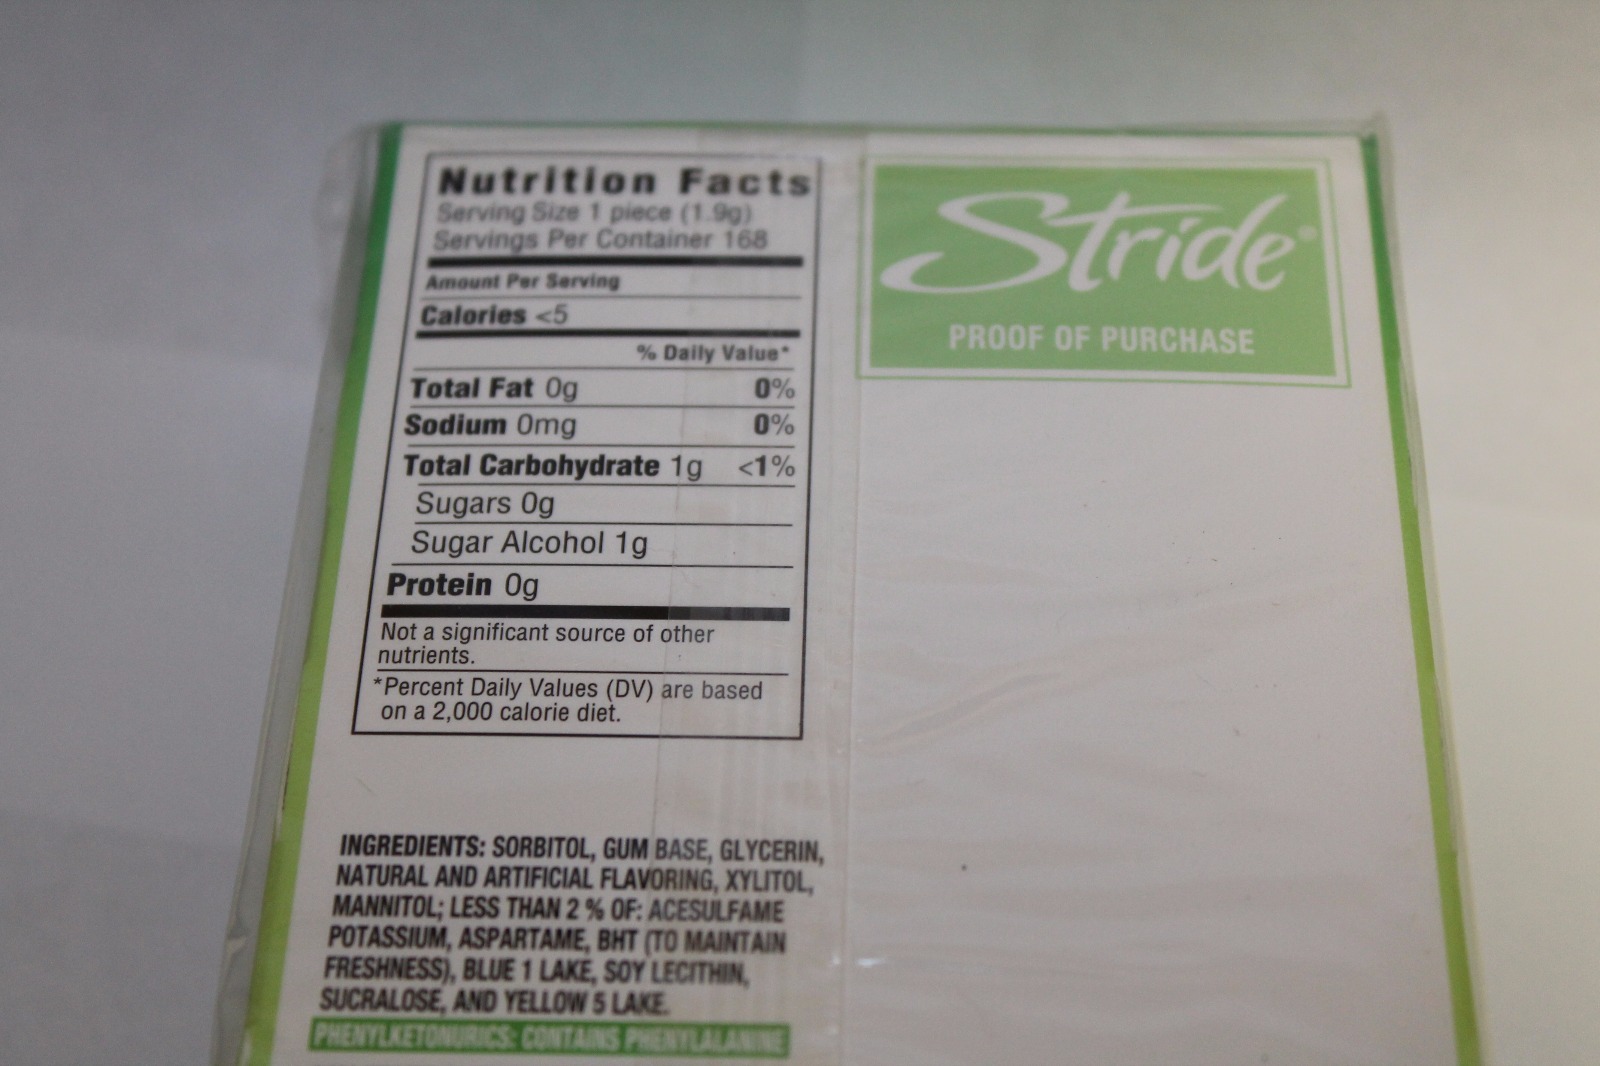 Nutrition Facts
Serving Size 1 piece (1.9g)
Servings Per Container 168
Amount Per Serving
Calories <5
% Daily Value*
Total Fat 0g 0%
Sodium 0mg 0%
Total Carbohydrate 1g <1%
Sugars 0g
Sugar Alcohol 1g
Protein 0g
Not a significant source of other
nutrients.
*Percent Daily Values (DV) are based
on a 2,000 calorie diet.
INGREDIENTS: SORBITOL, GUM BASE, GLYCERIN,
NATURAL AND ARTIFICIAL FLAVORING, XYLITOL,
MANNITOL; LESS THAN 2 % OF: ACESULFAME
POTASSIUM, ASPARTAME, BHT (TO MAINTAIN
FRESHNESS), BLUE 1 LAKE, SOY LECITHIN,
SUCRALOSE, AND YELLOW 5 LAKE.
PHENYLKETONURICS: CONTAINS PHENYLALANINE
Stride®
PROOF OF PURCHASE